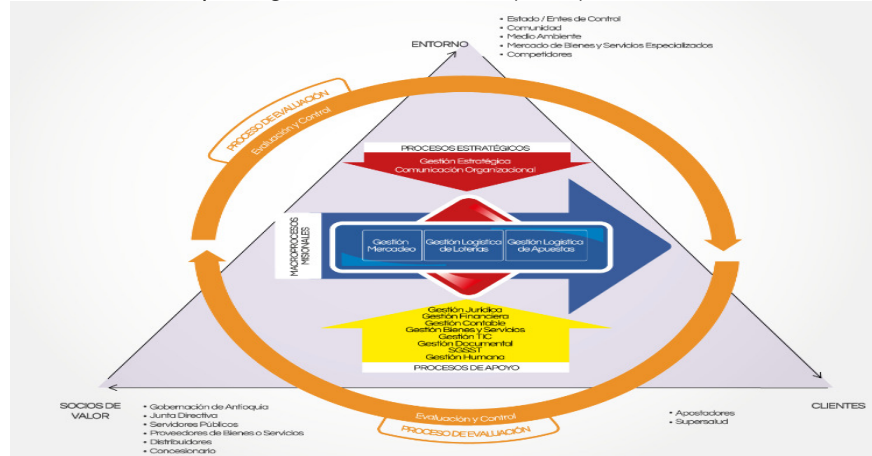 • Estado / Entes de Control
• Comunidad
• Medio Ambiente
• Mercado de Bienes y Servicios Especializados
• Competidores
ENTORNO
PROCESO DE EVALUACIÓN
Evaluación y Control
PROCESOS ESTRATÉGICOS
Gestión Estratégica
Comunicación Organizacional
MACROPROCESOS
MISIONALES
Gestión
Mercadeo
Gestión Logística
de Loterías
Gestión Logística
de Apuestas
Gestión Jurídica
Gestión Financiera
Gestión Contable
Gestión Bienes y Servicios
Gestión TIC
Gestión Documental
SGSST
Gestión Humana
PROCESOS DE APOYO
SOCIOS DE
VALOR
• Gobernación de Antioquia
• Junta Directiva
• Servidores Públicos
• Proveedores de Bienes o Servicios
• Distribuidores
• Concesionario
Evaluación y Control
PROCESO DE EVALUACIÓN
• Apostadores
• Supersalud
CLIENTES